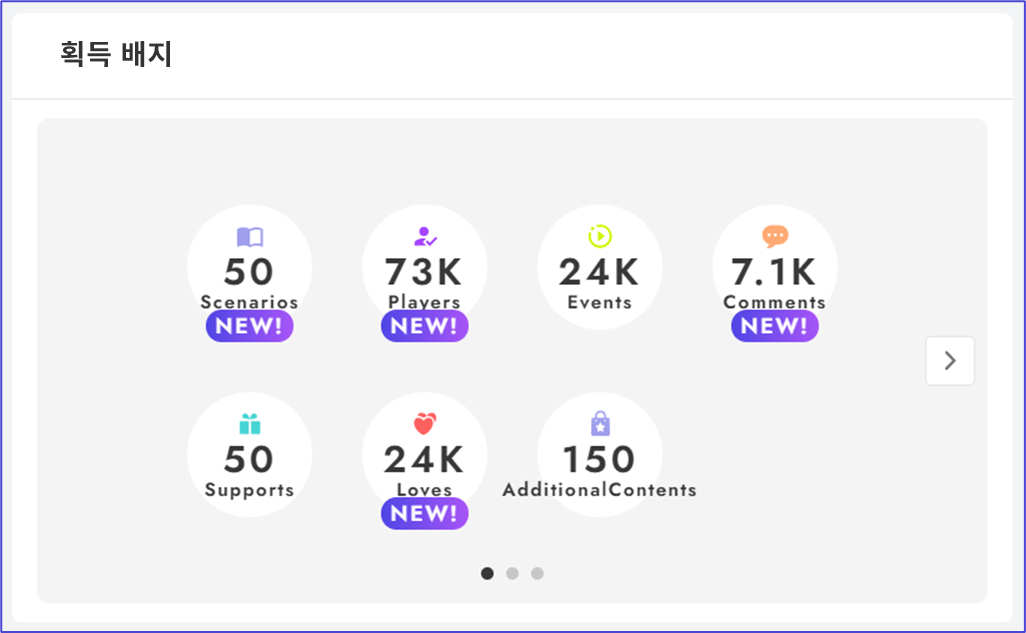 획득 배지
50
Scenarios
NEW!
73K
Players
NEW!
24K
Events
7.1K
Comments
NEW!
50
Supports
24K
Loves
NEW!
150
AdditionalContents